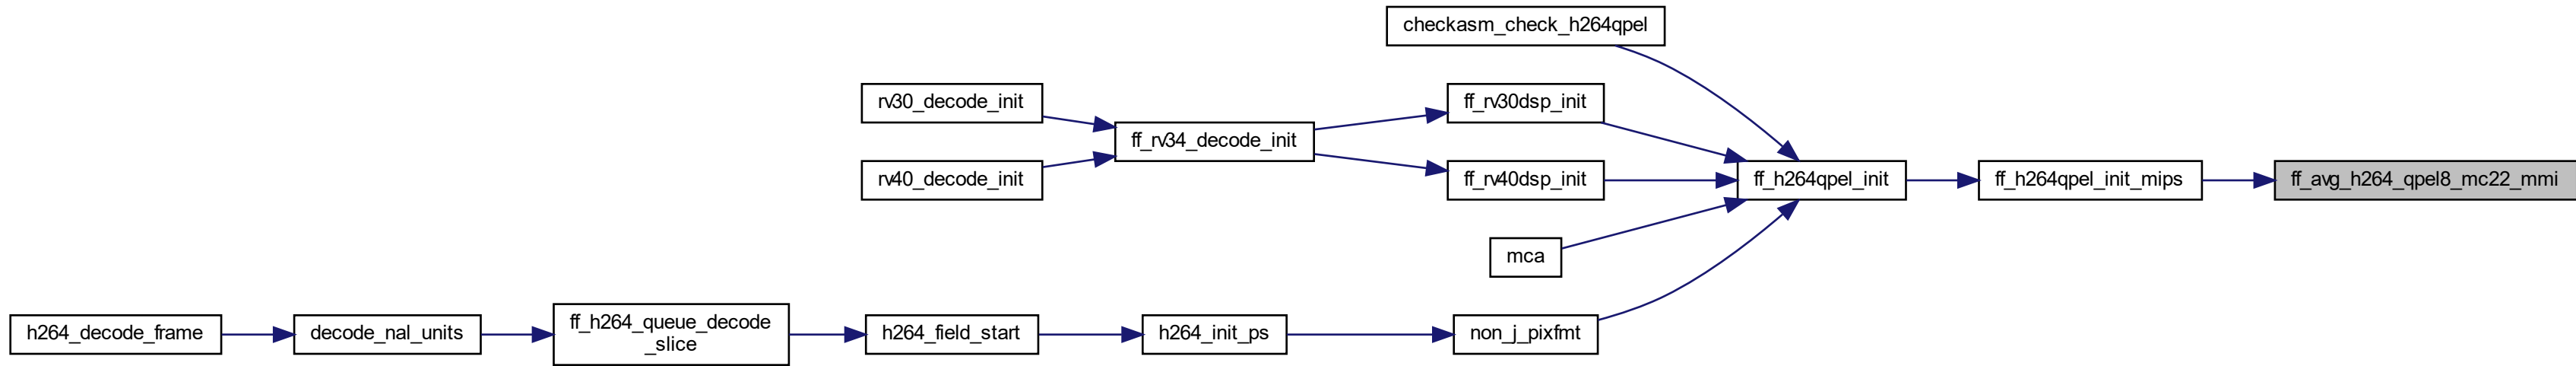 checkasm_check_h264qpel
rv30_decode_init
ff_rv30dsp_init
ff_rv34_decode_init
rv40_decode_init
ff_rv40dsp_init
ff_h264qpel_init
ff_h264qpel_init_mips
ff_avg_h264_qpel8_mc22_mmi
mca
h264_decode_frame
decode_nal_units
ff_h264_queue_decode
_slice
h264_field_start
h264_init_ps
non_j_pixfmt